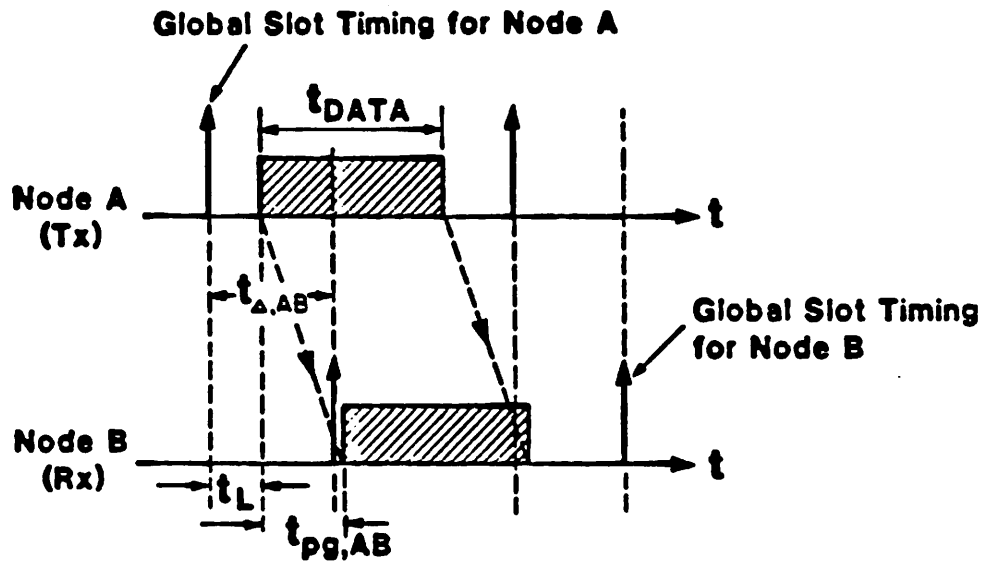 Global Slot Timing for Node A
tDATA
Node A
(Tx)
t
t△,AB
Global Slot Timing
for Node B
Node B
(Rx)
t
tL
tpg,AB